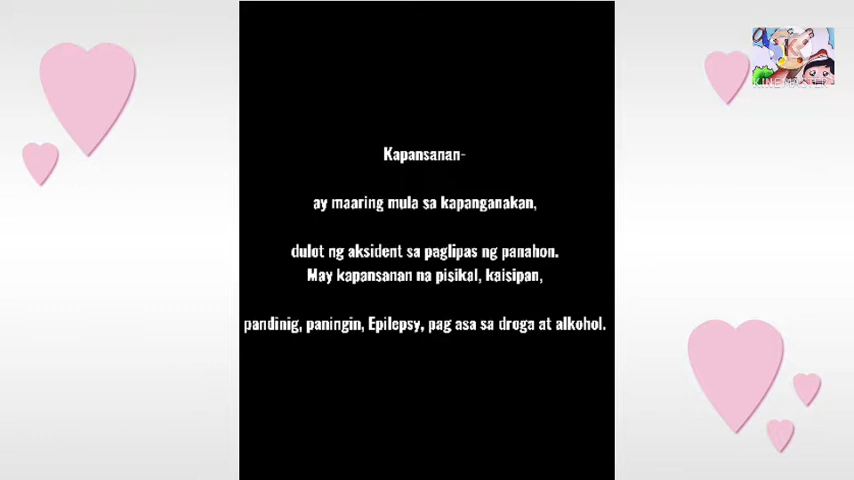 KINEMASTER
Kapansanan-
ay maaring mula sa kapanganakan,
dulot ng aksident sa paglipas ng panahon.
May kapansanan na pisikal, kaisipan,
pandinig, paningin, Epilepsy, pag asa sa droga at alkohol.